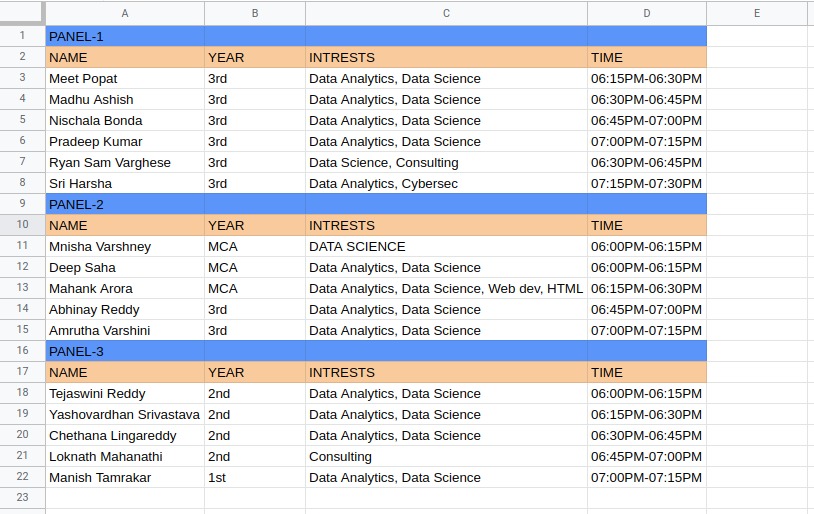 A B C D E
1 PANEL-1
2 NAME YEAR INTRESTS TIME
3 Meet Popat 3rd Data Analytics, Data Science 06:15PM-06:30PM
4 Madhu Ashish 3rd Data Analytics, Data Science 06:30PM-06:45PM
5 Nischala Bonda 3rd Data Analytics, Data Science 06:45PM-07:00PM
6 Pradeep Kumar 3rd Data Analytics, Data Science 07:00PM-07:15PM
7 Ryan Sam Varghese 3rd Data Science, Consulting 06:30PM-06:45PM
8 Sri Harsha 3rd Data Analytics, Cybersec 07:15PM-07:30PM
9 PANEL-2
10 NAME YEAR INTRESTS TIME
11 Mnisha Varshney MCA DATA SCIENCE 06:00PM-06:15PM
12 Deep Saha MCA Data Analytics, Data Science 06:00PM-06:15PM
13 Mahank Arora MCA Data Analytics, Data Science, Web dev, HTML 06:15PM-06:30PM
14 Abhinay Reddy 3rd Data Analytics, Data Science 06:45PM-07:00PM
15 Amrutha Varshini 3rd Data Analytics, Data Science 07:00PM-07:15PM
16 PANEL-3
17 NAME YEAR INTRESTS TIME
18 Tejaswini Reddy 2nd Data Analytics, Data Science 06:00PM-06:15PM
19 Yashovardhan Srivastava 2nd Data Analytics, Data Science 06:15PM-06:30PM
20 Chethana Lingareddy 2nd Data Analytics, Data Science 06:30PM-06:45PM
21 Loknath Mahanathi 2nd Consulting 06:45PM-07:00PM
22 Manish Tamrakar 1st Data Analytics, Data Science 07:00PM-07:15PM
23